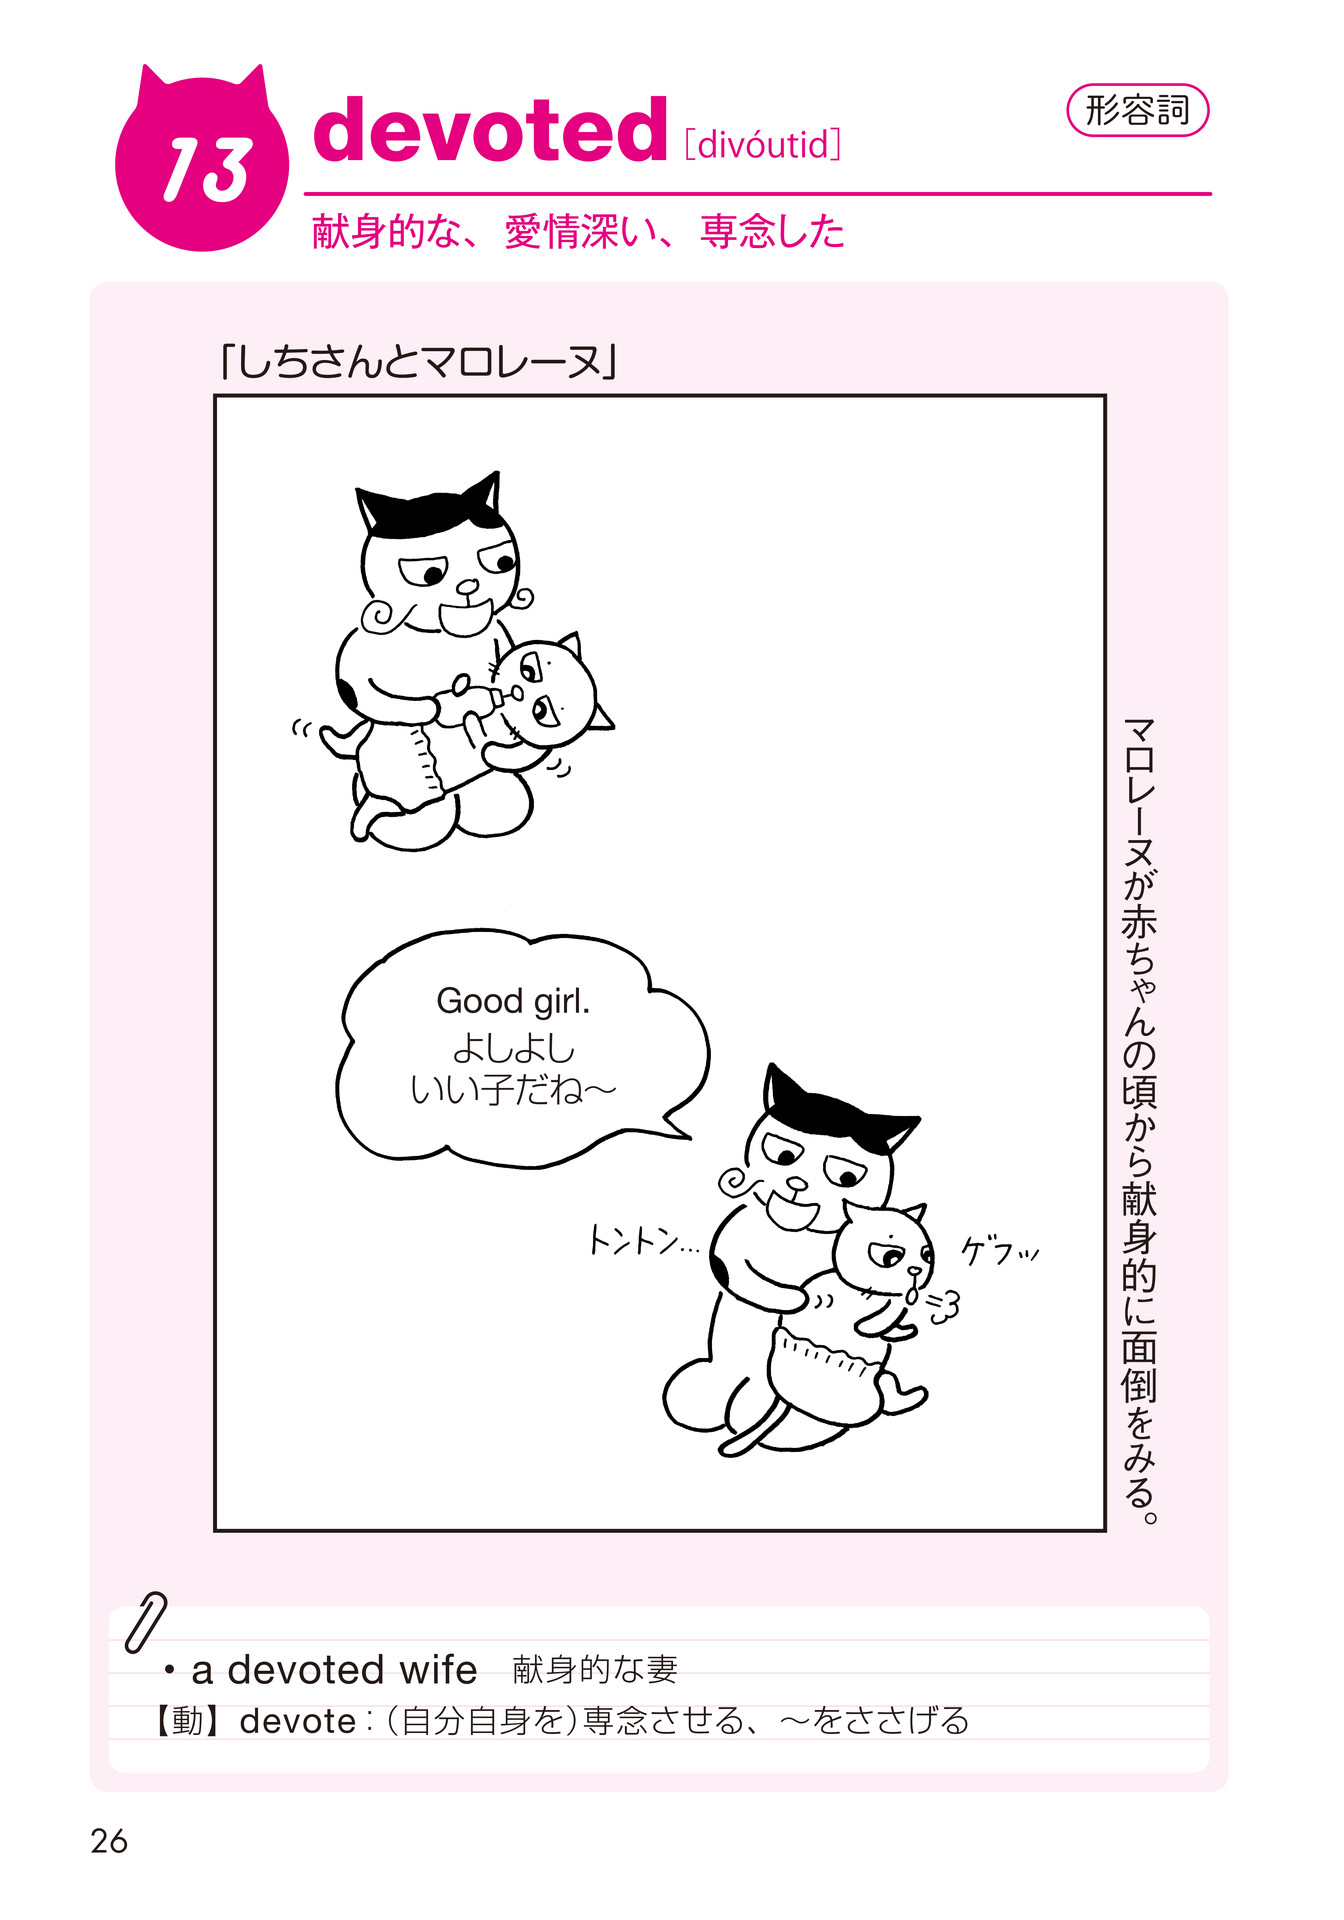 13
devoted [divóutid]
形容詞
献身的な、愛情深い、専念した
「しちさんとマロレーヌ」
マロレーヌが赤ちゃんの頃から献身的に面倒をみる。
Good girl.
よしよし
いい子だね〜
トントン…
ゲフッ
・a devoted wife 献身的な妻
【動】devote：（自分自身を）専念させる、〜をささげる
26